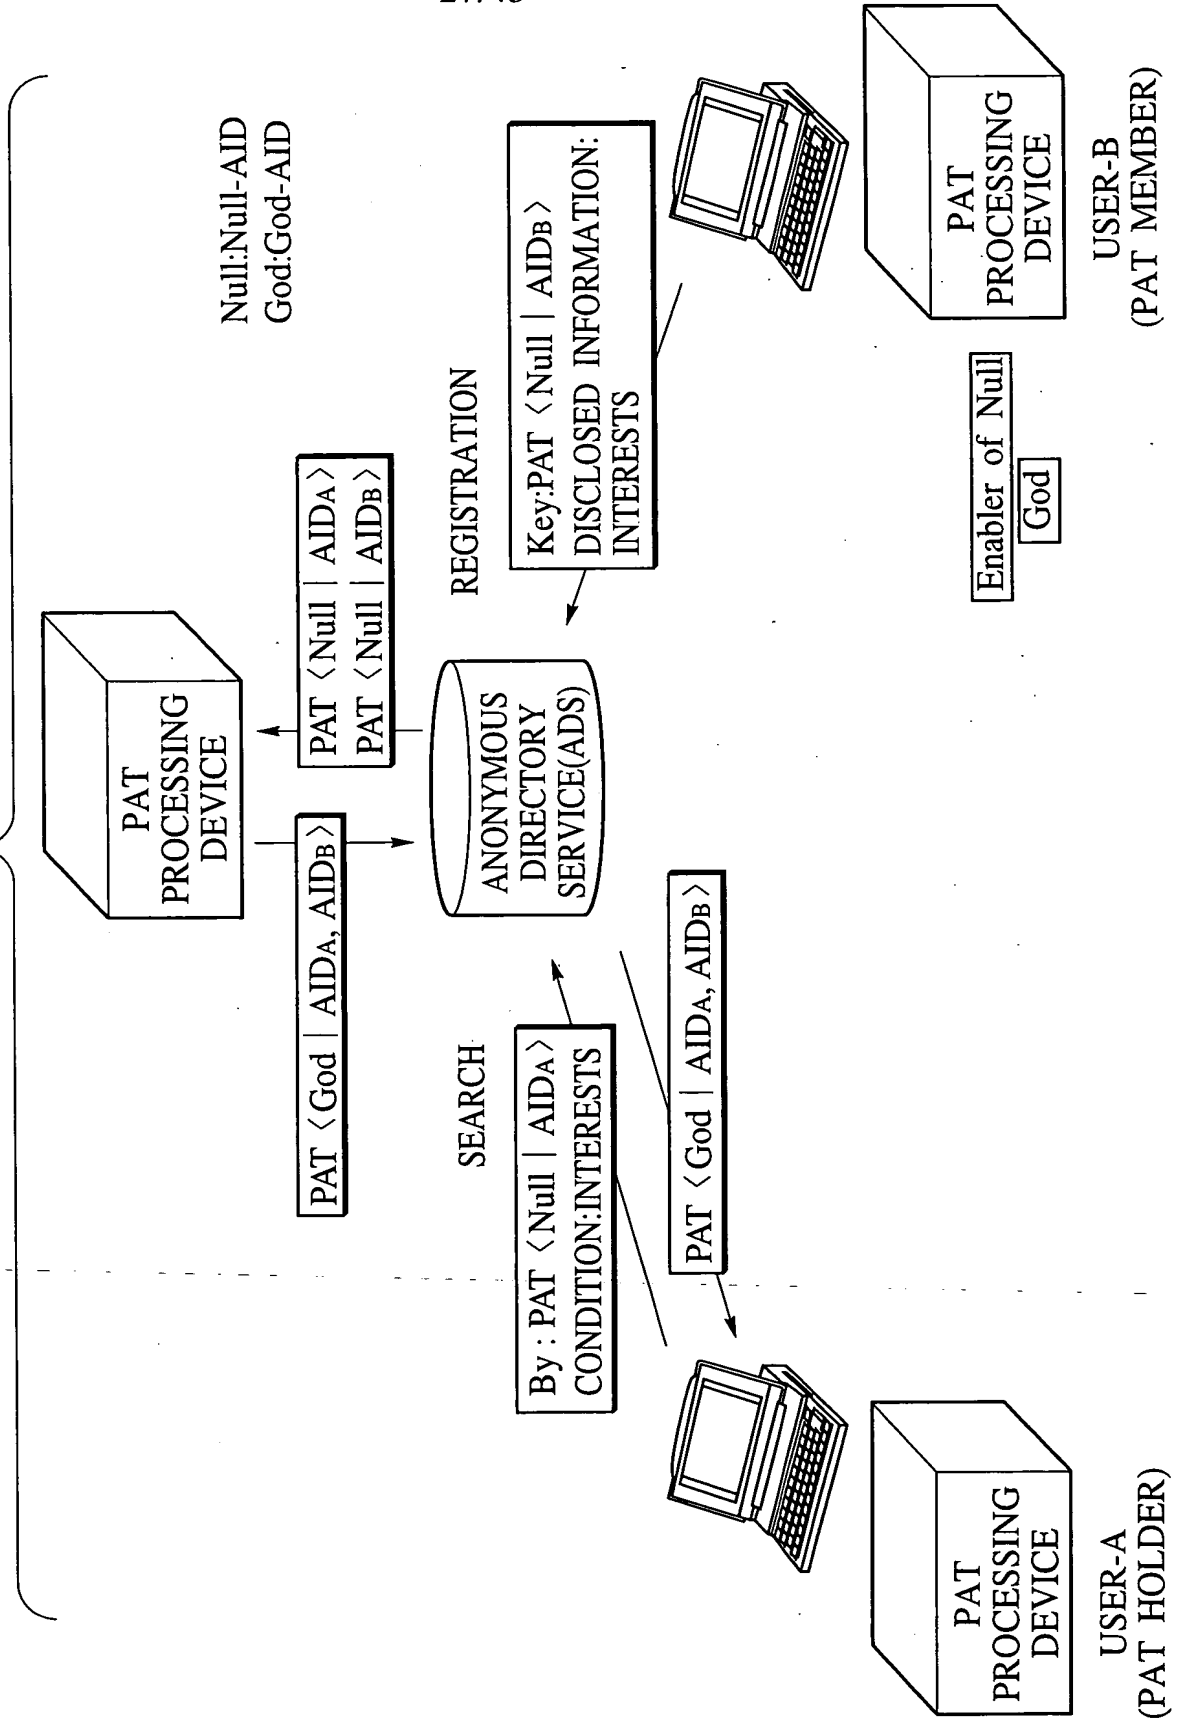 Null:Null-AID
God:God-AID
PAT
PROCESSING
DEVICE
PAT〈God | AIDA, AIDB〉
PAT〈Null | AIDA〉
PAT〈Null | AIDB〉
SEARCH
REGISTRATION
By : PAT〈Null | AIDA〉
CONDITION:INTERESTS
ANONYMOUS
DIRECTORY
SERVICE(ADS)
Key:PAT〈Null | AIDB〉
DISCLOSED INFORMATION:
INTERESTS
PAT〈God | AIDA, AIDB〉
PAT
PROCESSING
DEVICE
USER-A
(PAT HOLDER)
Enabler of Null
God
PAT
PROCESSING
DEVICE
USER-B
(PAT MEMBER)